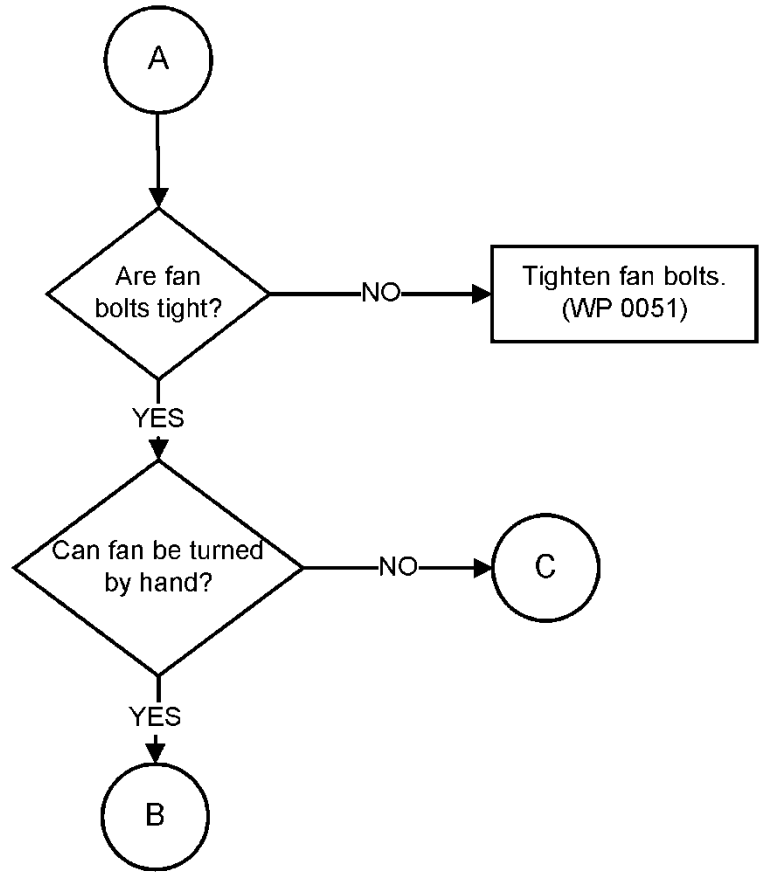 A
Are fan
bolts tight?
NO
Tighten fan bolts.
(WP 0051)
YES
Can fan be turned
by hand?
NO
C
YES
B